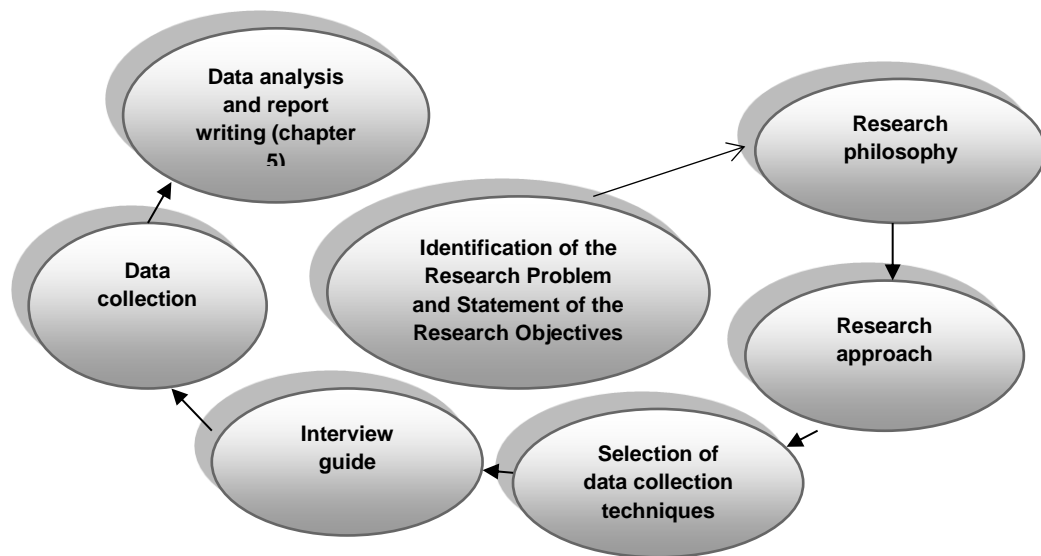 Data analysis
and report
writing (chapter
5)
Research
philosophy
Identification of the
Research Problem
and Statement of the
Research Objectives
Data
collection
Research
approach
Interview
guide
Selection of
data collection
techniques